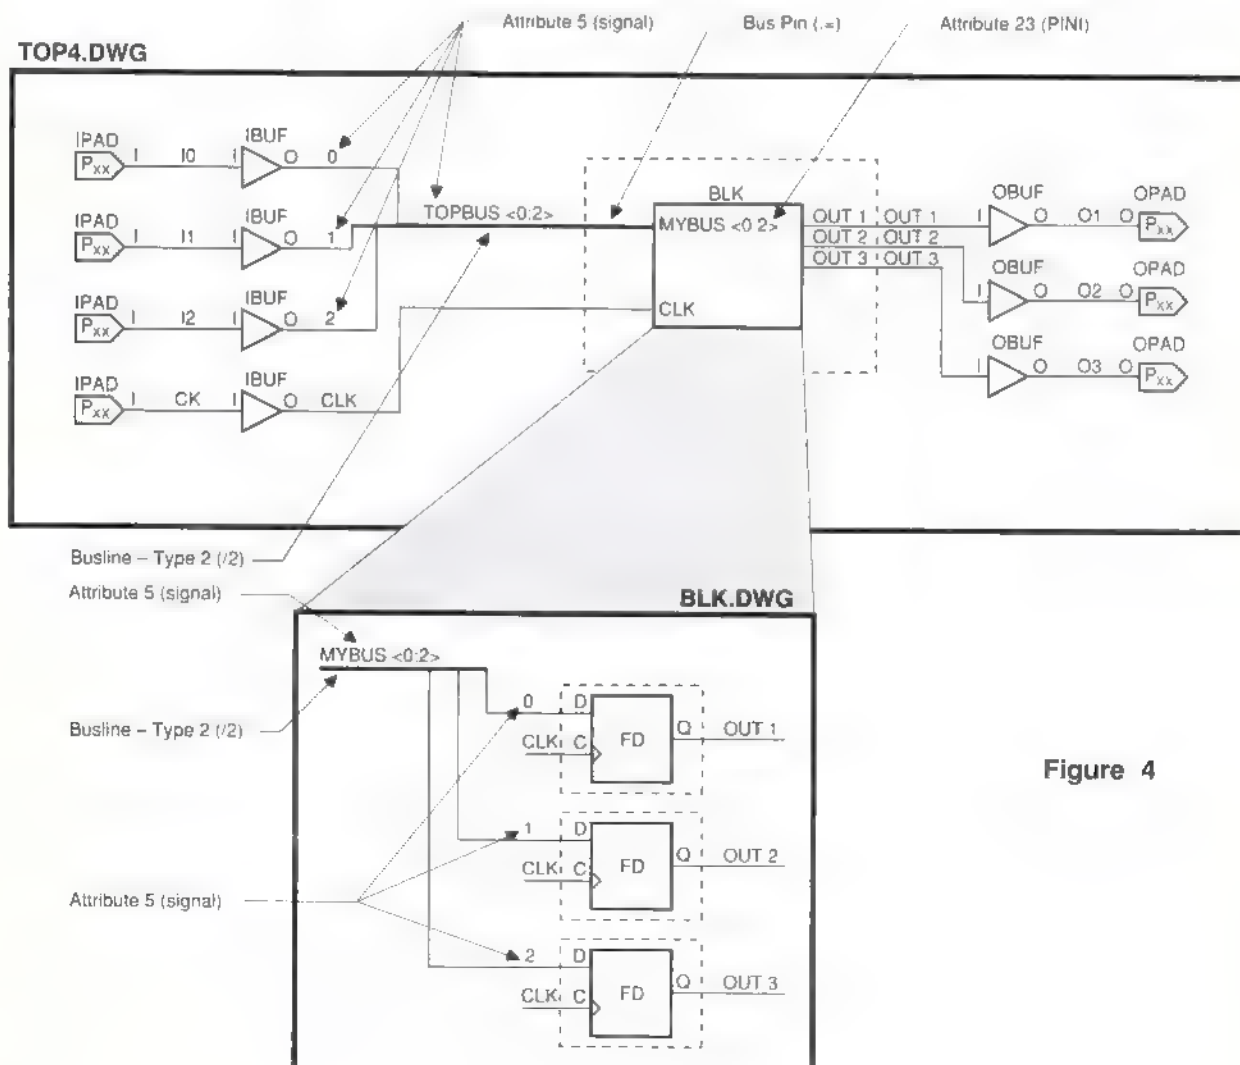 Attribute 5 (signal)
Bus Pin (.=)
Attribute 23 (PIN)
TOP4.DWG
IPAD
Pxx
I
I0
I
IBUF
O
0
IPAD
Pxx
I
I1
I
IBUF
O
1
IPAD
Pxx
I
I2
I
IBUF
O
2
IPAD
Pxx
I
CK
I
IBUF
O
CLK
TOPBUS <0:2>
BLK
MYBUS <0 2>
CLK
OUT 1
OUT 2
OUT 3
OUT 1
OUT 2
OUT 3
OBUF
I
O
O1
O
OPAD
Pxx
OBUF
I
O
O2
O
OPAD
Pxx
OBUF
I
O
O3
O
OPAD
Pxx
Busline – Type 2 (/2)
Attribute 5 (signal)
BLK.DWG
MYBUS <0:2>
Busline – Type 2 (/2)
0
D
CLK
C
FD
Q
OUT 1
1
D
CLK
C
FD
Q
OUT 2
Attribute 5 (signal)
2
D
CLK
C
FD
Q
OUT 3
Figure 4